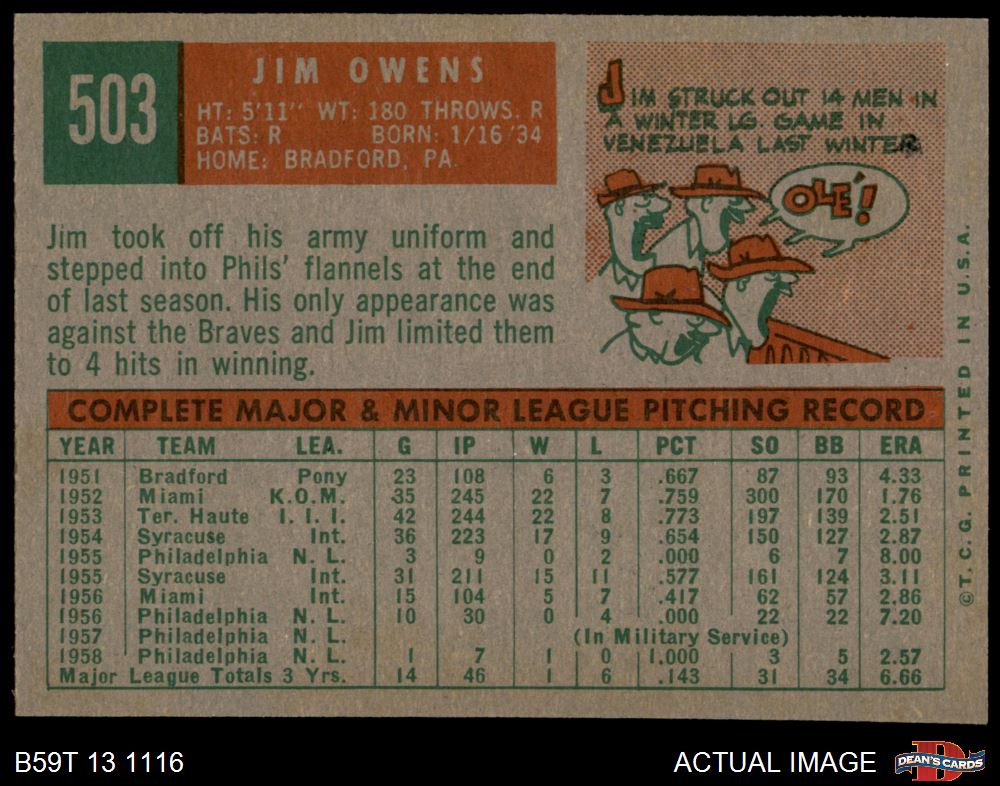 503
JIM OWENS
HT: 5'11" WT: 180 THROWS. R
BATS: R BORN: 1/16 '34
HOME: BRADFORD, PA.
JIM STRUCK OUT 14 MEN IN
A WINTER LG. GAME IN
VENEZUELA LAST WINTER
OLÉ!
Jim took off his army uniform and
stepped into Phils' flannels at the end
of last season. His only appearance was
against the Braves and Jim limited them
to 4 hits in winning.
COMPLETE MAJOR & MINOR LEAGUE PITCHING RECORD
YEAR TEAM LEA. G IP W L PCT SO BB ERA
1951 Bradford Pony 23 108 6 3 .667 87 93 4.33
1952 Miami K.O.M. 35 245 22 7 .759 300 170 1.76
1953 Ter. Haute I. I. I. 42 244 22 8 .773 197 139 2.51
1954 Syracuse Int. 36 223 17 9 .654 150 127 2.87
1955 Philadelphia N. L. 3 9 0 2 .000 6 7 8.00
1955 Syracuse Int. 31 211 15 11 .577 161 124 3.11
1956 Miami Int. 15 104 5 7 .417 62 57 2.86
1956 Philadelphia N. L. 10 30 0 4 .000 22 22 7.20
1957 Philadelphia N. L. (In Military Service)
1958 Philadelphia N. L. 1 7 1 0 1.000 3 5 2.57
Major League Totals 3 Yrs. 14 46 1 6 .143 31 34 6.66
©T.C.G. PRINTED IN U.S.A.
B59T 13 1116
ACTUAL IMAGE
D
DEAN'S CARDS